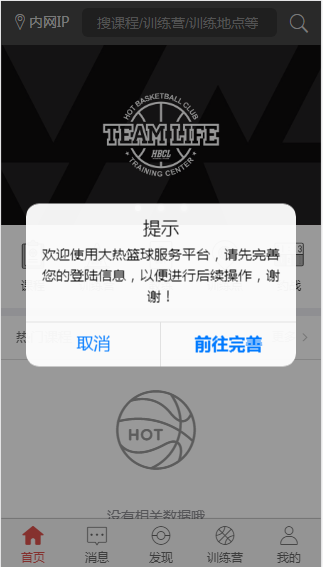 内网IP
搜课程/训练营/训练地点等
HOT BASKETBALL CLUB
TEAM LIFE
HBCL
TRAINING CENTER
提示
欢迎使用大热篮球服务平台，请先完善
您的登陆信息，以便进行后续操作，谢
谢！
取消
前往完善
HOT
没有相关数据哦
首页
消息
发现
训练营
我的